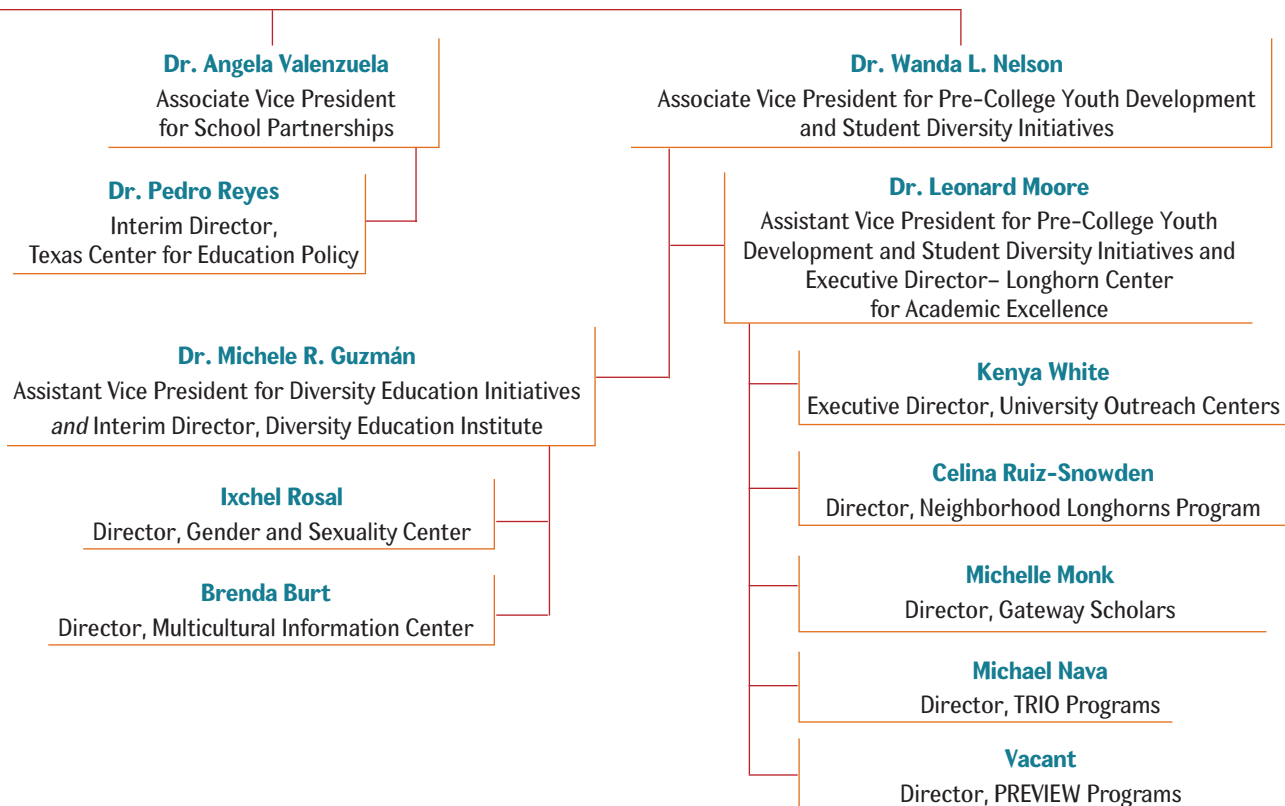 Dr. Angela Valenzuela
Associate Vice President
for School Partnerships
Dr. Pedro Reyes
Interim Director,
Texas Center for Education Policy
Dr. Wanda L. Nelson
Associate Vice President for Pre-College Youth Development
and Student Diversity Initiatives
Dr. Leonard Moore
Assistant Vice President for Pre-College Youth
Development and Student Diversity Initiatives and
Executive Director– Longhorn Center
for Academic Excellence
Dr. Michele R. Guzmán
Assistant Vice President for Diversity Education Initiatives
and Interim Director, Diversity Education Institute
Ixchel Rosal
Director, Gender and Sexuality Center
Brenda Burt
Director, Multicultural Information Center
Kenya White
Executive Director, University Outreach Centers
Celina Ruiz-Snowden
Director, Neighborhood Longhorns Program
Michelle Monk
Director, Gateway Scholars
Michael Nava
Director, TRIO Programs
Vacant
Director, PREVIEW Programs